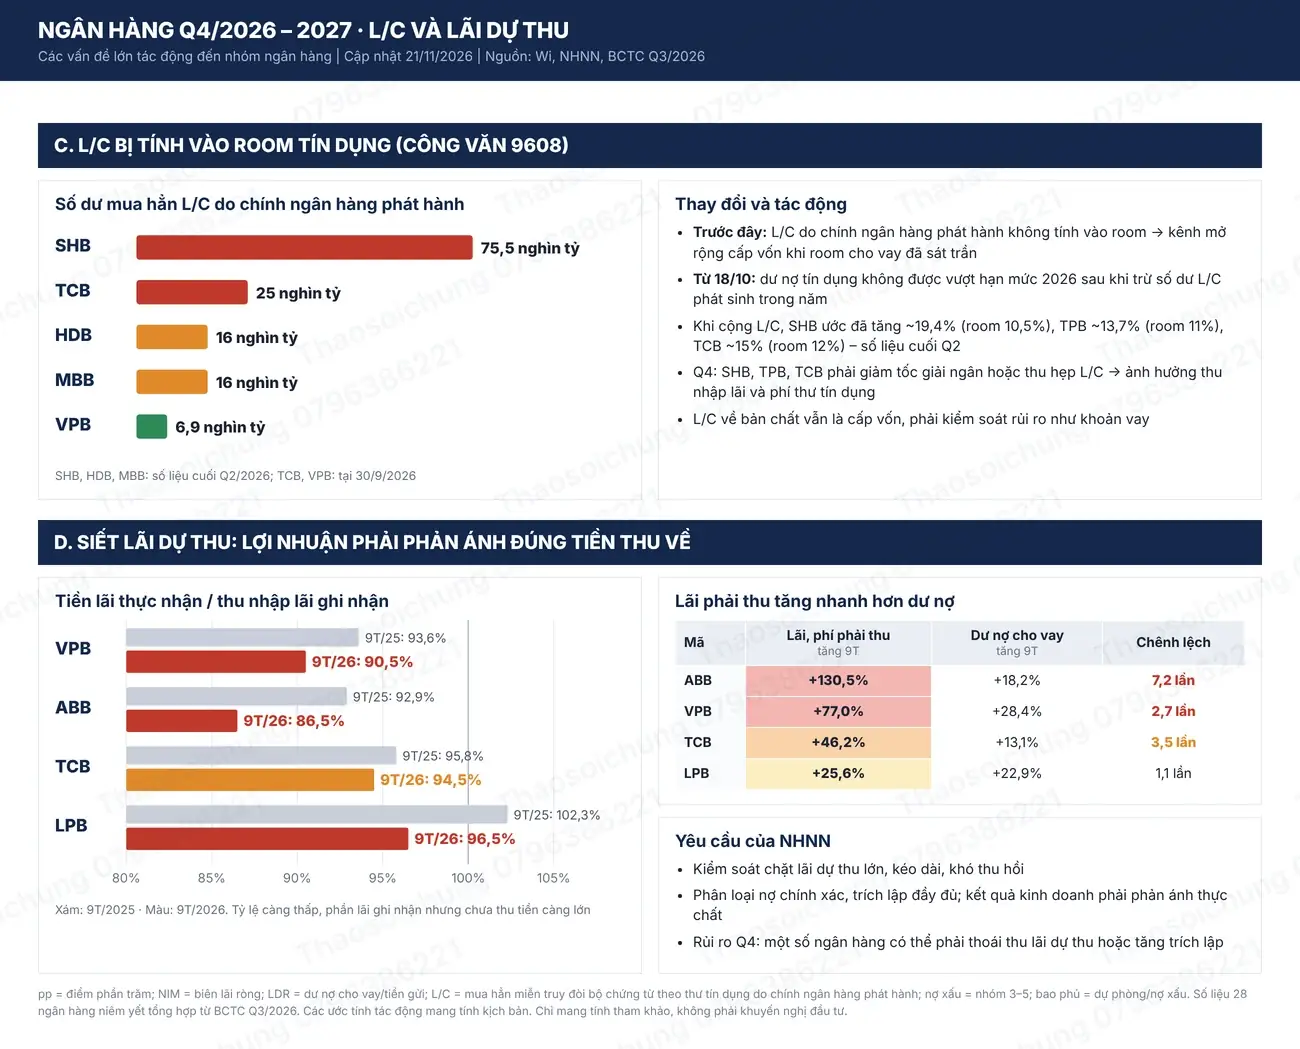 NGÂN HÀNG Q4/2026 – 2027 · L/C VÀ LÃI DỰ THU
Các vấn đề lớn tác động đến nhóm ngân hàng | Cập nhật 21/11/2026 | Nguồn: Wi, NHNN, BCTC Q3/2026
C. L/C BỊ TÍNH VÀO ROOM TÍN DỤNG (CÔNG VĂN 9608)
Số dư mua hẳn L/C do chính ngân hàng phát hành
SHB 75,5 nghìn tỷ
TCB 25 nghìn tỷ
HDB 16 nghìn tỷ
MBB 16 nghìn tỷ
VPB 6,9 nghìn tỷ
SHB, HDB, MBB: số liệu cuối Q2/2026; TCB, VPB: tại 30/9/2026
Thay đổi và tác động
• Trước đây: L/C do chính ngân hàng phát hành không tính vào room → kênh mở
rộng cấp vốn khi room cho vay đã sát trần
• Từ 18/10: dư nợ tín dụng không được vượt hạn mức 2026 sau khi trừ số dư L/C
phát sinh trong năm
• Khi cộng L/C, SHB ước đã tăng ~19,4% (room 10,5%), TPB ~13,7% (room 11%),
TCB ~15% (room 12%) – số liệu cuối Q2
• Q4: SHB, TPB, TCB phải giảm tốc giải ngân hoặc thu hẹp L/C → ảnh hưởng thu
nhập lãi và phí thư tín dụng
• L/C về bản chất vẫn là cấp vốn, phải kiểm soát rủi ro như khoản vay
D. SIẾT LÃI DỰ THU: LỢI NHUẬN PHẢI PHẢN ÁNH ĐÚNG TIỀN THU VỀ
Tiền lãi thực nhận / thu nhập lãi ghi nhận
VPB
9T/25: 93,6%
9T/26: 90,5%
ABB
9T/25: 92,9%
9T/26: 86,5%
TCB
9T/25: 95,8%
9T/26: 94,5%
LPB
9T/25: 102,3%
9T/26: 96,5%
80% 85% 90% 95% 100% 105%
Xám: 9T/2025 · Màu: 9T/2026. Tỷ lệ càng thấp, phần lãi ghi nhận nhưng chưa thu tiền càng lớn
Lãi phải thu tăng nhanh hơn dư nợ
Mã Lãi, phí phải thu Dư nợ cho vay Chênh lệch
tăng 9T tăng 9T
ABB +130,5% +18,2% 7,2 lần
VPB +77,0% +28,4% 2,7 lần
TCB +46,2% +13,1% 3,5 lần
LPB +25,6% +22,9% 1,1 lần
Yêu cầu của NHNN
• Kiểm soát chặt lãi dự thu lớn, kéo dài, khó thu hồi
• Phân loại nợ chính xác, trích lập đầy đủ; kết quả kinh doanh phải phản ánh thực
chất
• Rủi ro Q4: một số ngân hàng có thể phải thoái thu lãi dự thu hoặc tăng trích lập
pp = điểm phần trăm; NIM = biên lãi ròng; LDR = dư nợ cho vay/tiền gửi; L/C = mua hẳn miễn truy đòi bộ chứng từ theo thư tín dụng do chính ngân hàng phát hành; nợ xấu = nhóm 3–5; bao phủ = dự phòng/nợ xấu. Số liệu 28
ngân hàng niêm yết tổng hợp từ BCTC Q3/2026. Các ước tính tác động mang tính kịch bản. Chỉ mang tính tham khảo, không phải khuyến nghị đầu tư.
Thaosoichung 0796386221